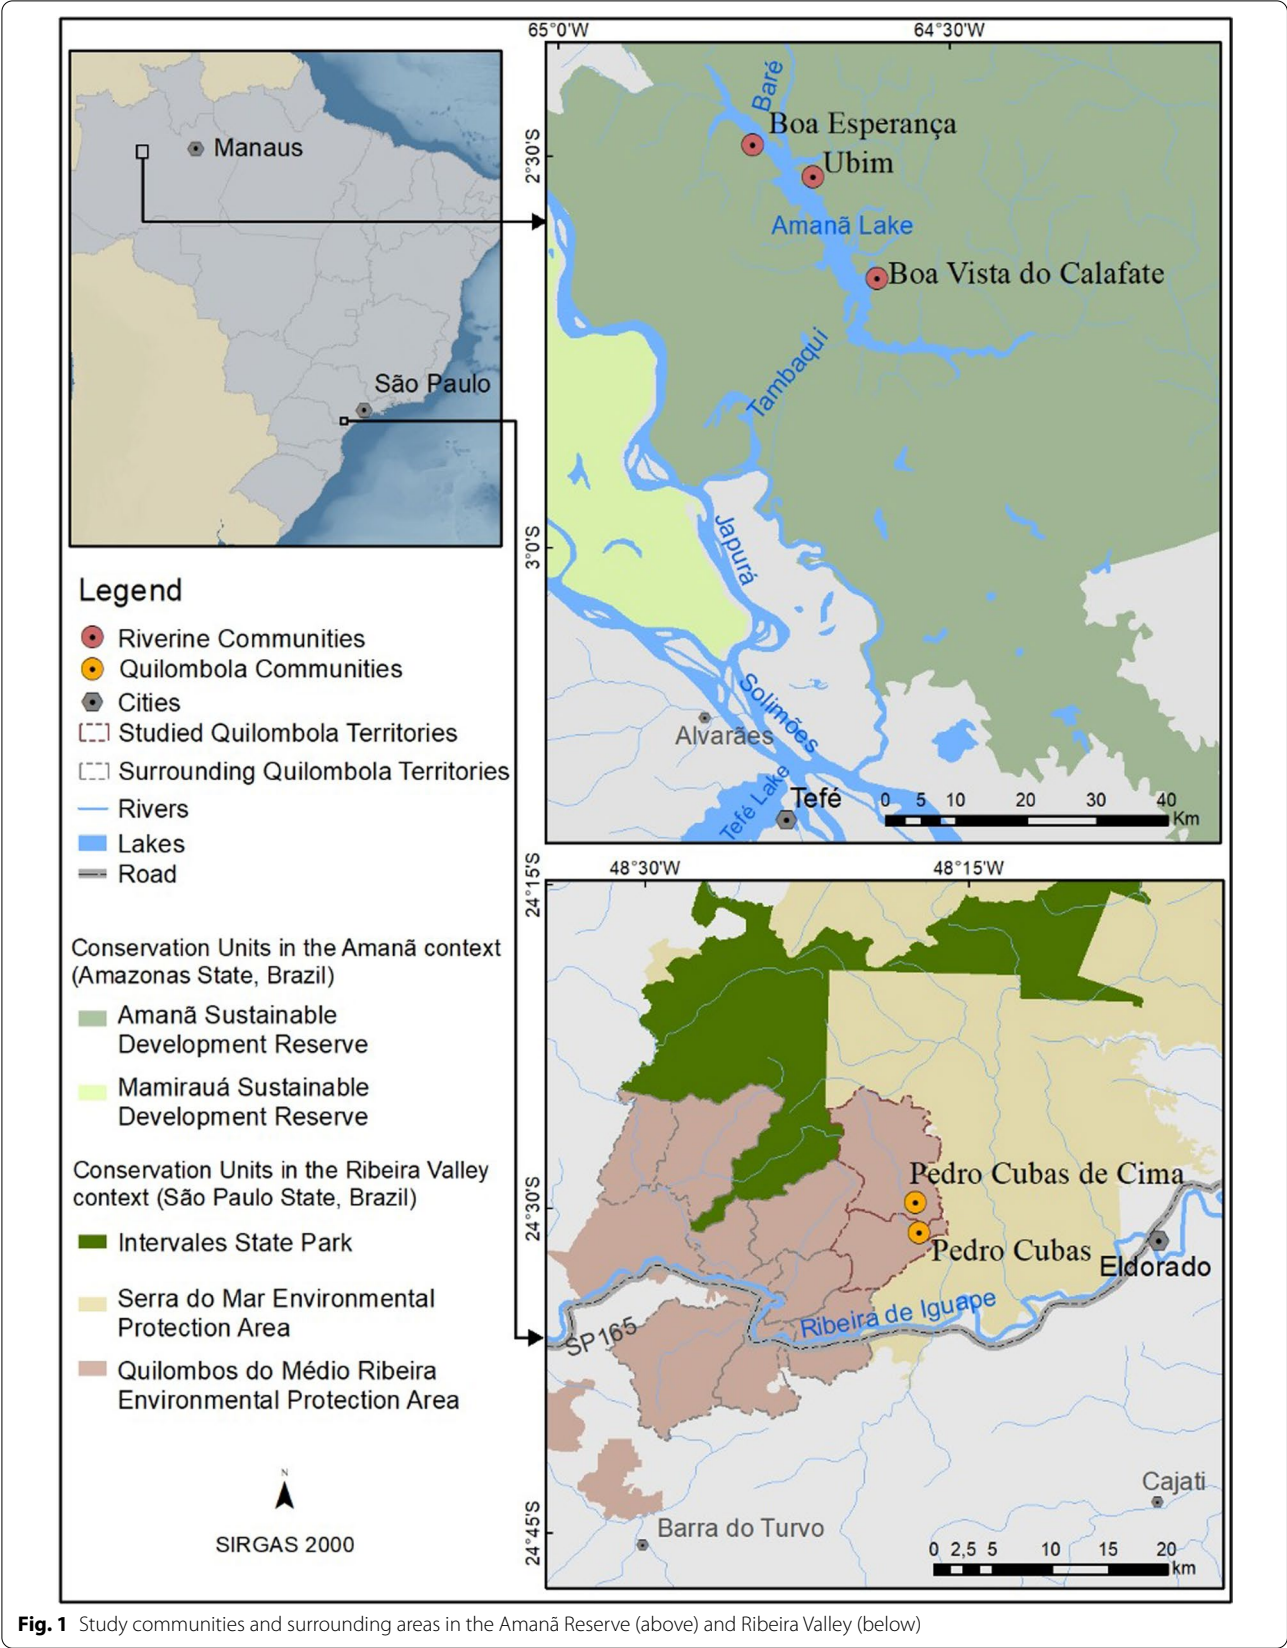 65°0'W
64°30'W
Manaus
São Paulo
2°30'S
3°0'S
Baré
Boa Esperança
Ubim
Amanã Lake
Boa Vista do Calafate
Tambaqui
Japurá
Solimões
Alvarães
Tefé Lake
Tefé
0 5 10 20 30 40
Km
Legend
Riverine Communities
Quilombola Communities
Cities
Studied Quilombola Territories
Surrounding Quilombola Territories
Rivers
Lakes
Road
Conservation Units in the Amanã context
(Amazonas State, Brazil)
Amanã Sustainable
Development Reserve
Mamirauá Sustainable
Development Reserve
Conservation Units in the Ribeira Valley
context (São Paulo State, Brazil)
Intervales State Park
Serra do Mar Environmental
Protection Area
Quilombos do Médio Ribeira
Environmental Protection Area
N
SIRGAS 2000
48°30'W
48°15'W
24°15'S
24°30'S
24°45'S
Pedro Cubas de Cima
Pedro Cubas
Eldorado
Ribeira de Iguape
SP165
Cajati
Barra do Turvo
0 2,5 5 10 15 20
km
Fig. 1 Study communities and surrounding areas in the Amanã Reserve (above) and Ribeira Valley (below)